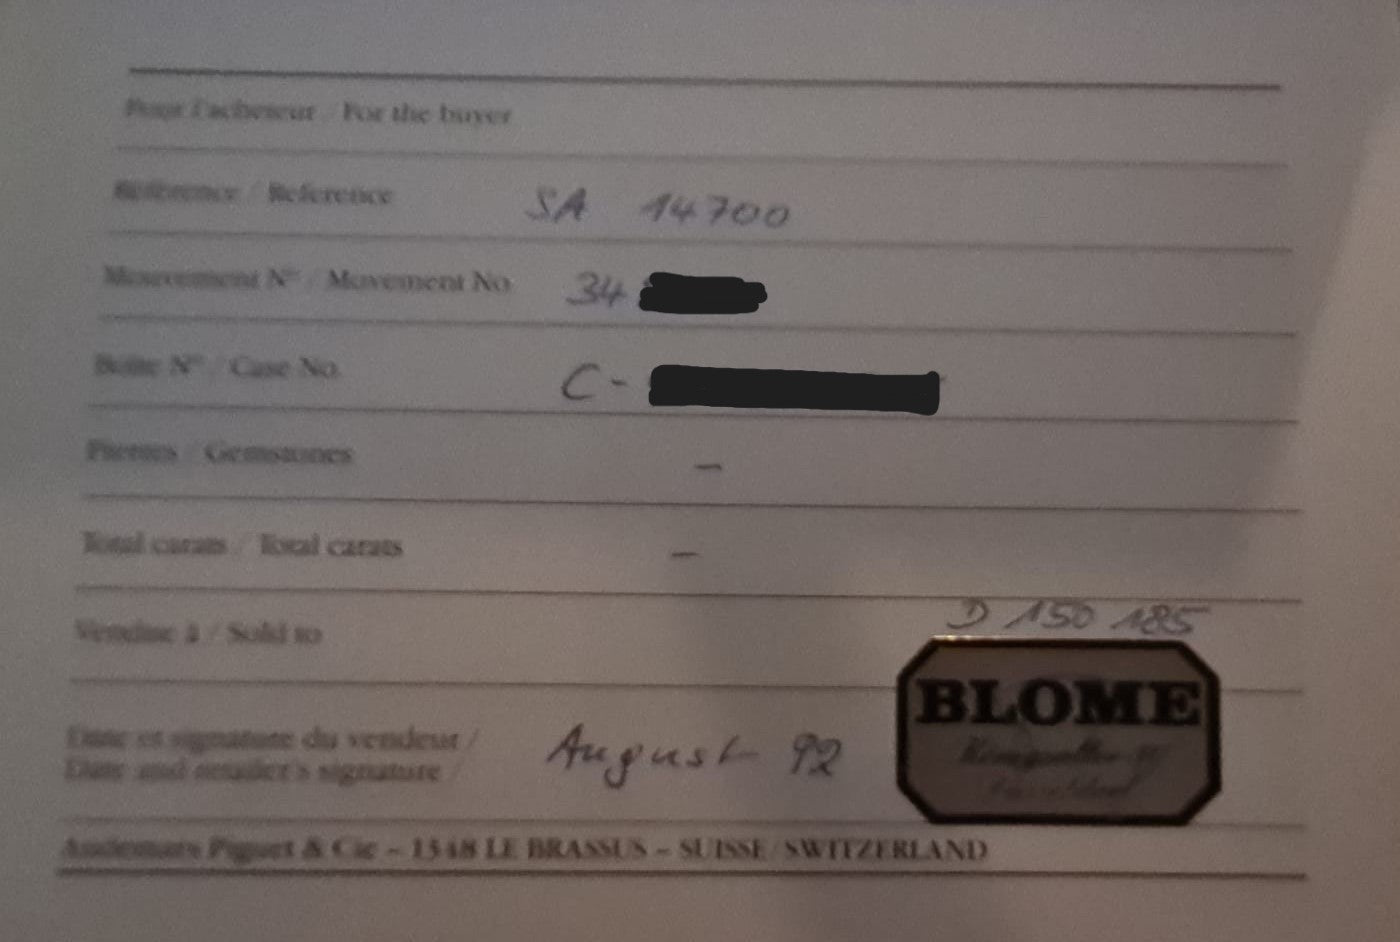 Pour l'acheteur / For the buyer
Référence / Reference SA 14700
Mouvement N° / Movement No 34
Boîte N° / Case No. C-
Pierres / Gemstones —
Total carats / Total carats —
D 150 185
Vendue à / Sold to
BLOME
Date et signature du vendeur /
Date and retailer's signature / August 92
Audemars Piguet & Cie – 1348 LE BRASSUS – SUISSE/SWITZERLAND